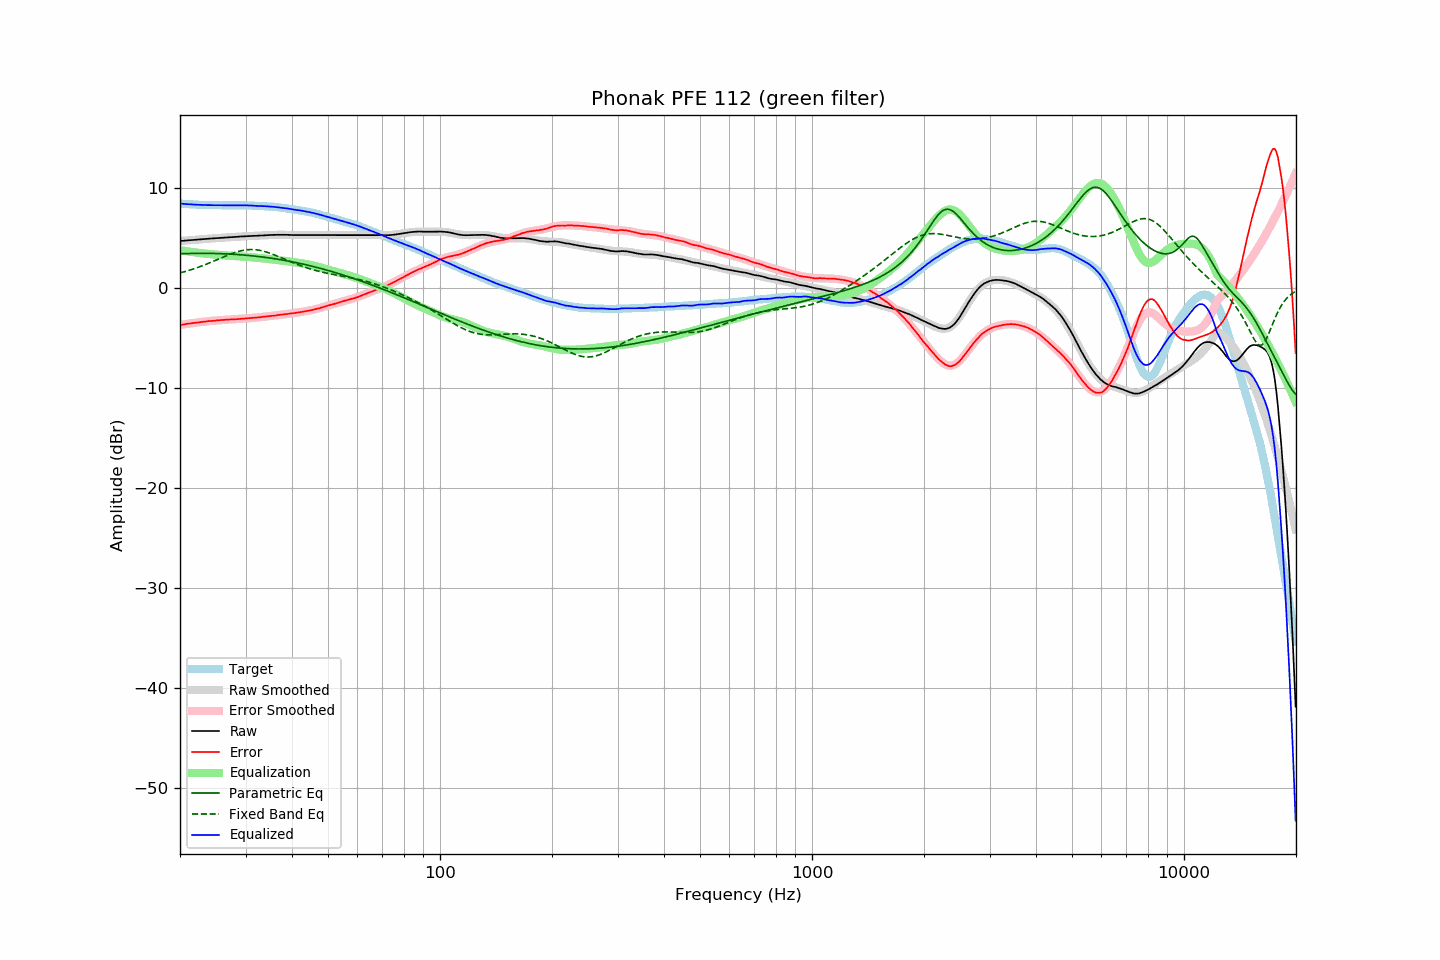 Phonak PFE 112 (green filter)
10
0
−10
−20
−30
−40
−50
Amplitude (dBr)
Target
Raw Smoothed
Error Smoothed
Raw
Error
Equalization
Parametric Eq
Fixed Band Eq
Equalized
100
1000
10000
Frequency (Hz)